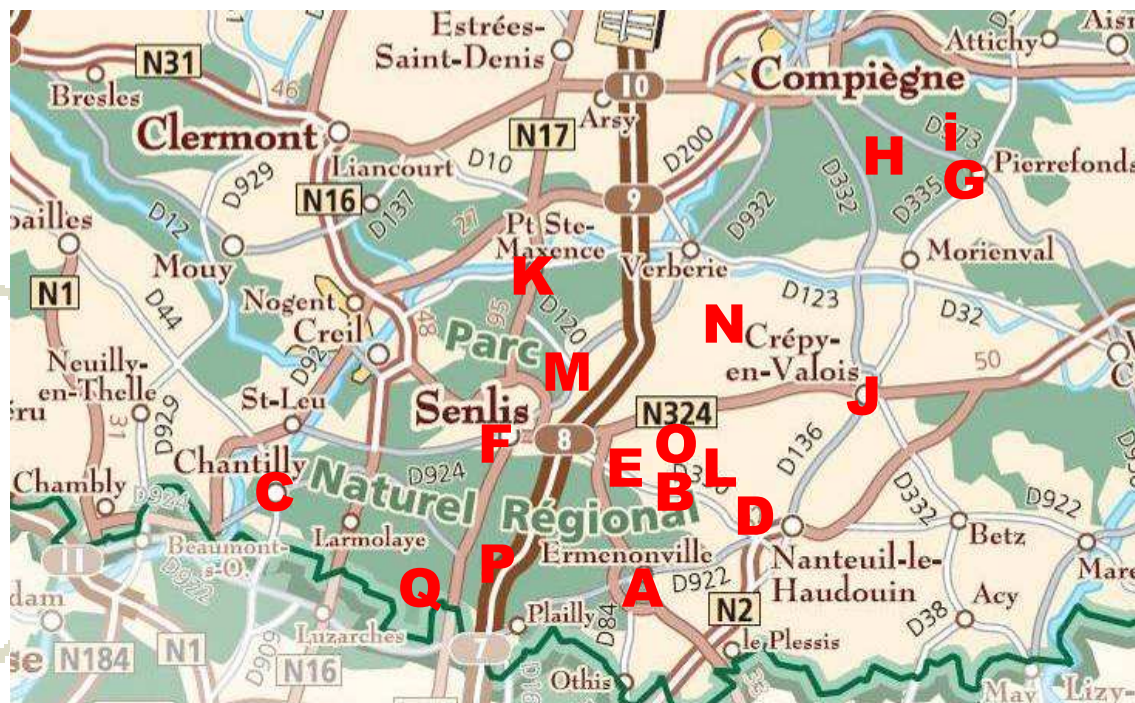 Estrées-
Saint-Denis
Attichy
N31
Bresles
46
10
Compiègne
Arsy
Clermont
N17
D200
D973
i
H
G
Pierrefonds
Liancourt
D10
D929
N16
D137
27
9
D332
D335
D932
D12
Pt Ste-
Maxence
Mouy
Verberie
Morienval
K
N1
D44
Nogent
Creil
95
D120
48
D123
D32
N
Parc
Crépy-
en-Valois
50
D92
M
Neuilly-
en-Thelle
31
D929
St-Leu
Senlis
F
8
N324
J
O
E
L
B
D136
Chantilly
C
D924
Naturel Régional
D332
D922
Chambly
D924
D
Larmolaye
Beaumont-
s-O.
11
Ermenonville
P
Nanteuil-le-
Haudouin
Betz
D922
Q
A
D922
N2
D38
Acy
Plailly
D84
Luzarches
7
le Plessis
N184
N1
D909
N16
Othis
May
Lizy-